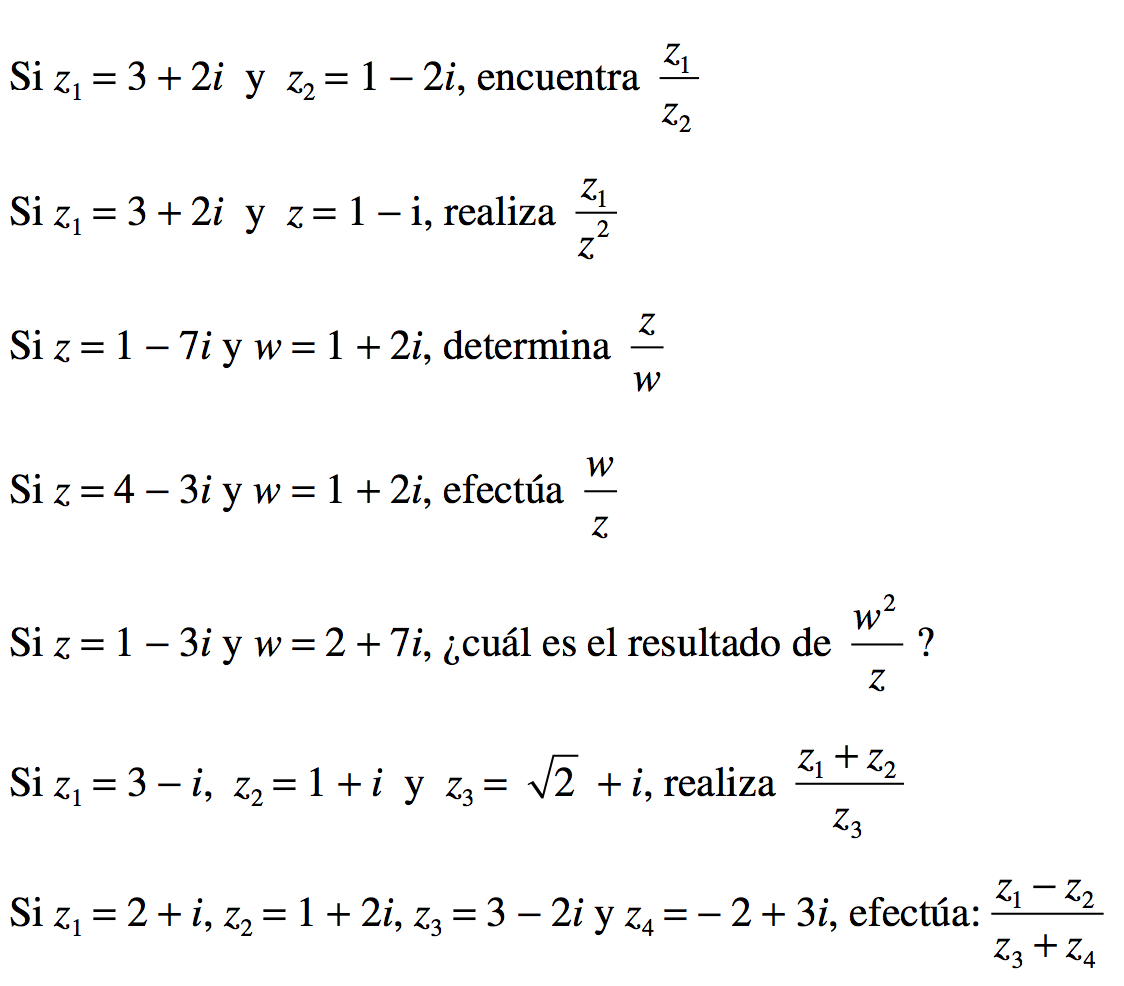 Si z₁ = 3 + 2i y z₂ = 1 − 2i, encuentra z₁/z₂
Si z₁ = 3 + 2i y z = 1 − i, realiza z₁/z²
Si z = 1 − 7i y w = 1 + 2i, determina z/w
Si z = 4 − 3i y w = 1 + 2i, efectúa w/z
Si z = 1 − 3i y w = 2 + 7i, ¿cuál es el resultado de w²/z ?
Si z₁ = 3 − i, z₂ = 1 + i y z₃ = √2 + i, realiza (z₁ + z₂)/z₃
Si z₁ = 2 + i, z₂ = 1 + 2i, z₃ = 3 − 2i y z₄ = − 2 + 3i, efectúa: (z₁ − z₂)/(z₃ + z₄)